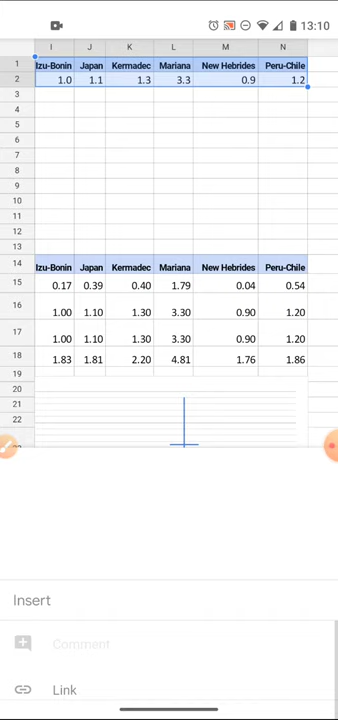 13:10
I J K L M N
1 Izu-Bonin Japan Kermadec Mariana New Hebrides Peru-Chile
2 1.0 1.1 1.3 3.3 0.9 1.2
3
4
5
6
7
8
9
10
11
12
13
14 Izu-Bonin Japan Kermadec Mariana New Hebrides Peru-Chile
15 0.17 0.39 0.40 1.79 0.04 0.54
16 1.00 1.10 1.30 3.30 0.90 1.20
17 1.00 1.10 1.30 3.30 0.90 1.20
18 1.83 1.81 2.20 4.81 1.76 1.86
19
20
21
22
Insert
Comment
Link